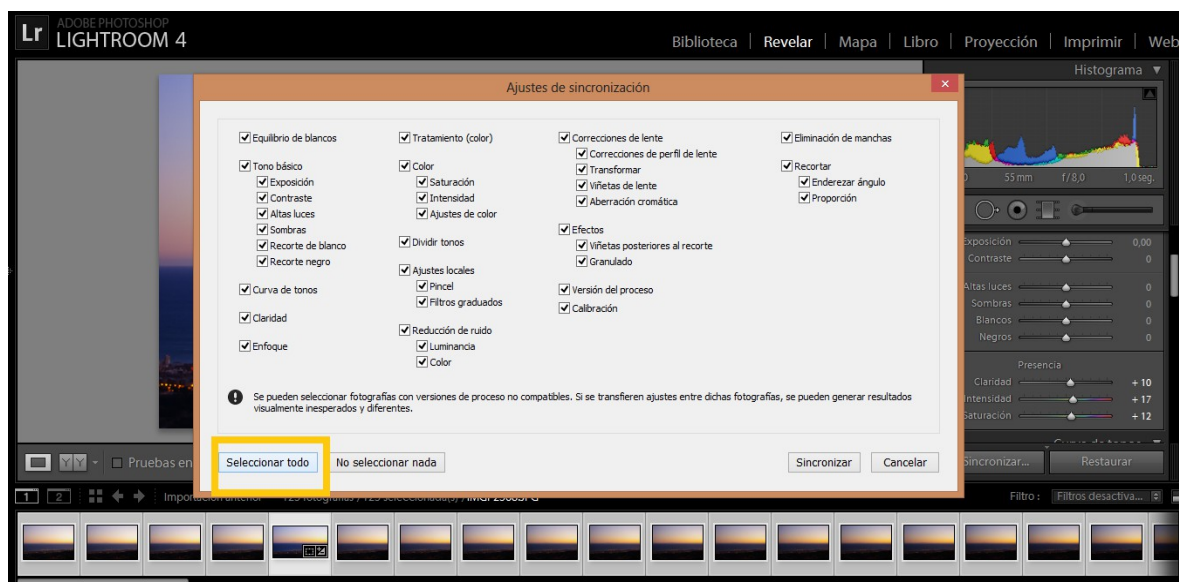 Lr ADOBE PHOTOSHOP
LIGHTROOM 4
Biblioteca | Revelar | Mapa | Libro | Proyección | Imprimir | Web
Histograma
Ajustes de sincronización
Equilibrio de blancos
Tono básico
Exposición
Contraste
Altas luces
Sombras
Recorte de blanco
Recorte negro
Curva de tonos
Claridad
Enfoque
Tratamiento (color)
Color
Saturación
Intensidad
Ajustes de color
Dividir tonos
Ajustes locales
Pincel
Filtros graduados
Reducción de ruido
Luminancia
Color
Correcciones de lente
Correcciones de perfil de lente
Transformar
Viñetas de lente
Aberración cromática
Efectos
Viñetas posteriores al recorte
Granulado
Versión del proceso
Calibración
Eliminación de manchas
Recortar
Enderezar ángulo
Proporción
Se pueden seleccionar fotografías con versiones de proceso no compatibles. Si se transfieren ajustes entre dichas fotografías, se pueden generar resultados
visualmente inesperados y diferentes.
Seleccionar todo
No seleccionar nada
Sincronizar
Cancelar
55 mm f/8,0 1,0 seg.
Exposición 0,00
Contraste 0
Altas luces 0
Sombras 0
Blancos 0
Negros 0
Presencia
Claridad + 10
Intensidad + 17
Saturación + 12
Sincronizar... Restaurar
YY Pruebas en
1 2
Filtro : Filtros desactiva...